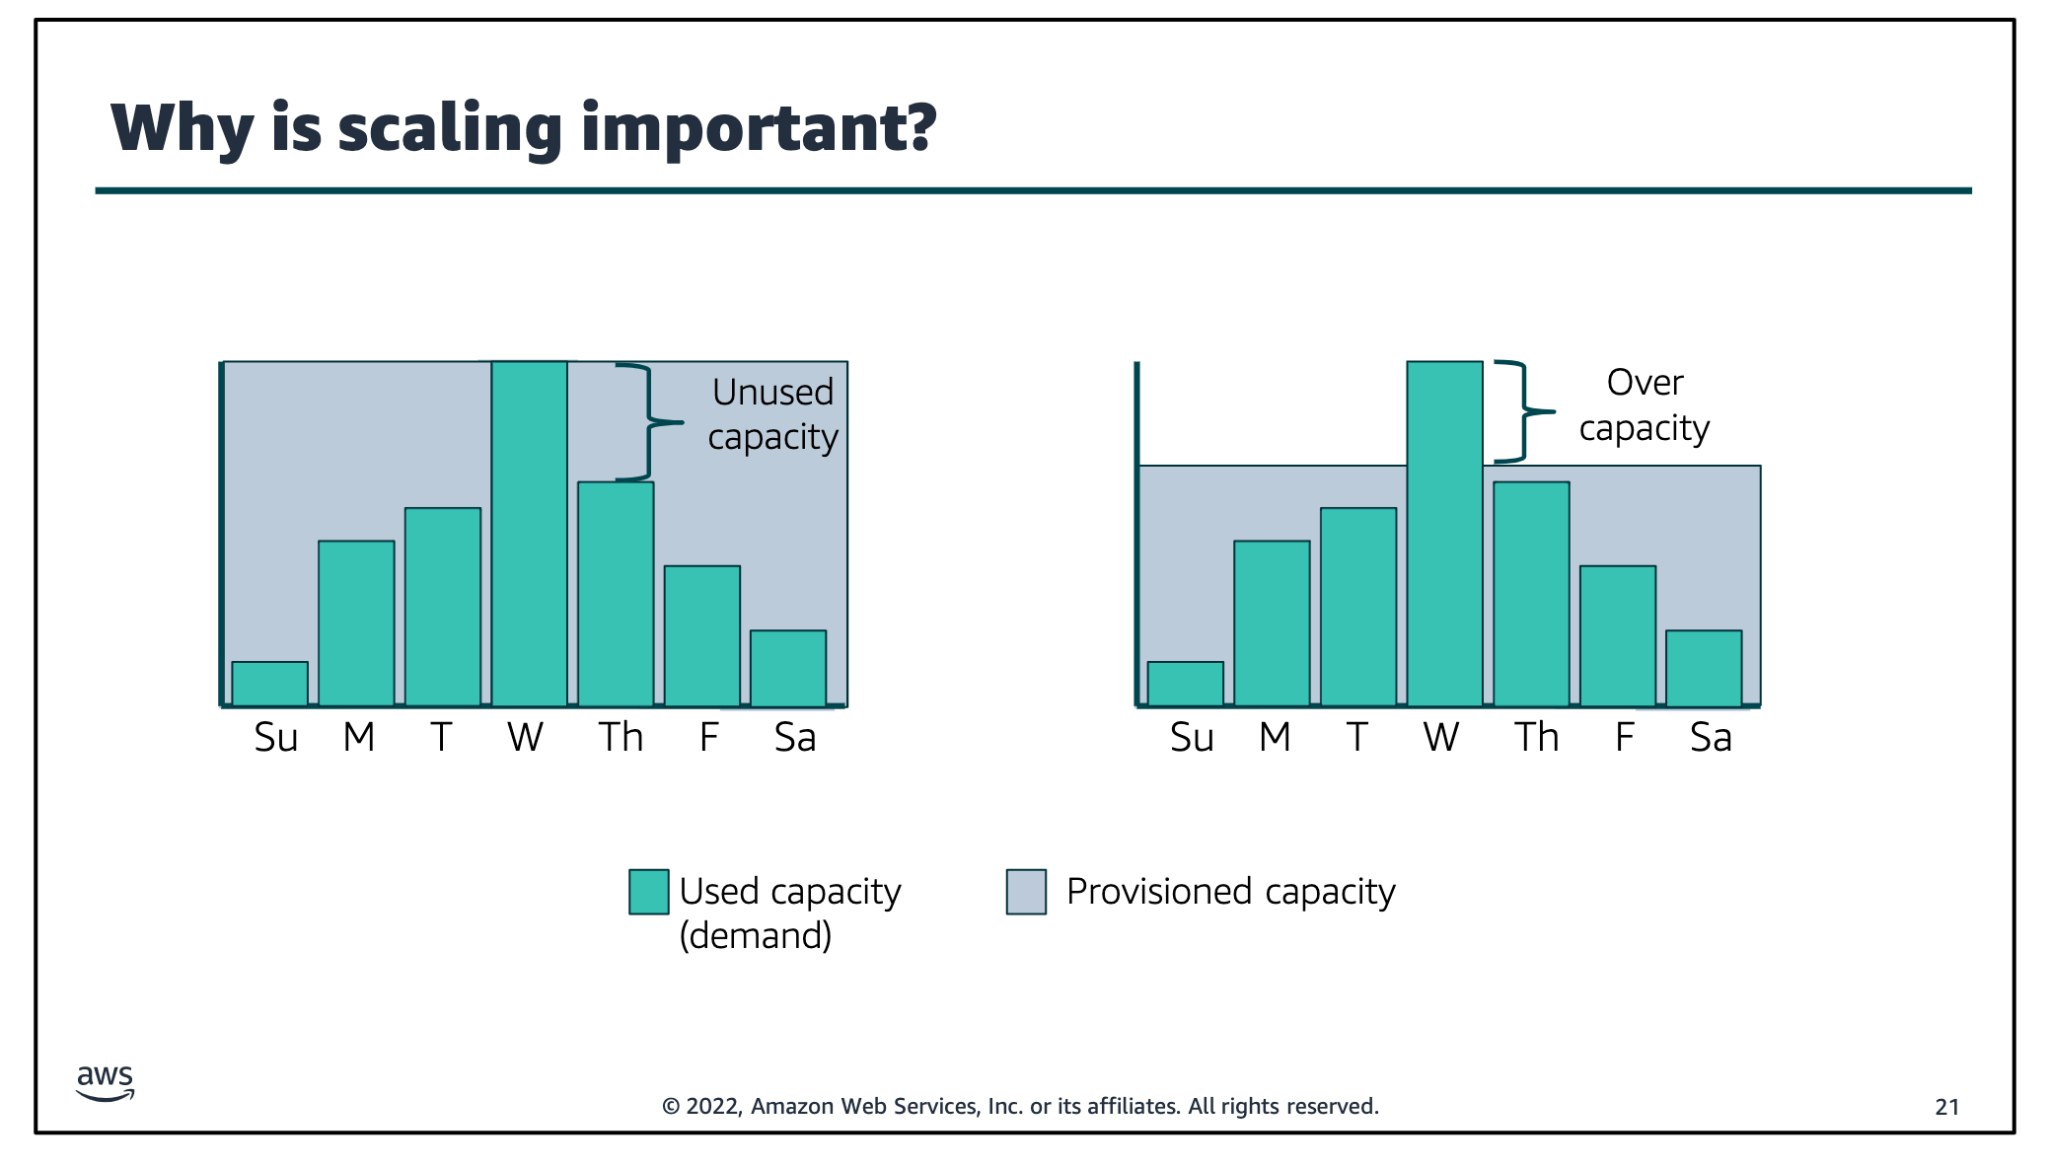 Why is scaling important?
Unused
capacity
Su M T W Th F Sa
Over
capacity
Su M T W Th F Sa
Used capacity
(demand)
Provisioned capacity
aws
© 2022, Amazon Web Services, Inc. or its affiliates. All rights reserved.
21